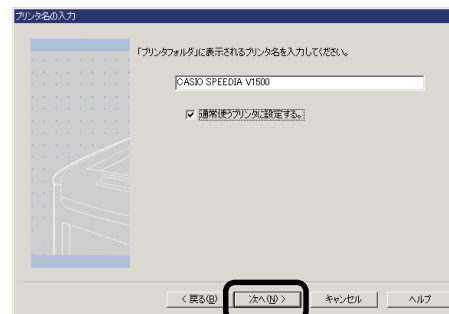 プリンタ名の入力
「プリンタフォルダ」に表示されるプリンタ名を入力してください。
CASIO SPEEDIA V1500
通常使うプリンタに設定する。
< 戻る(B)
次へ(N) >
キャンセル
ヘルプ